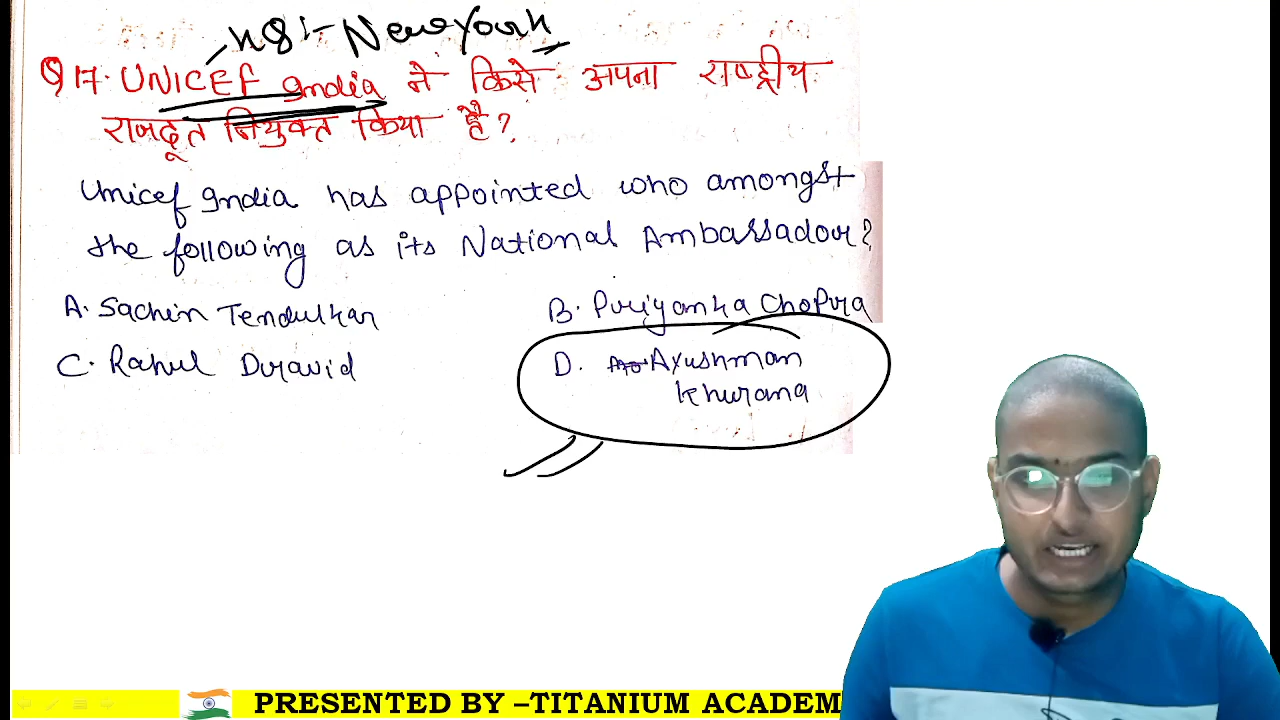 HQ:- NewYork
Q17. UNICEF India ने किसे अपना राष्ट्रीय
राजदूत नियुक्त किया है?
Unicef India has appointed who amongst
the following as its National Ambassador?
A. Sachin Tendulkar
B. Priyanka Chopra
C. Rahul Dravid
D. Ayushman
Khurana
PRESENTED BY –TITANIUM ACADEM